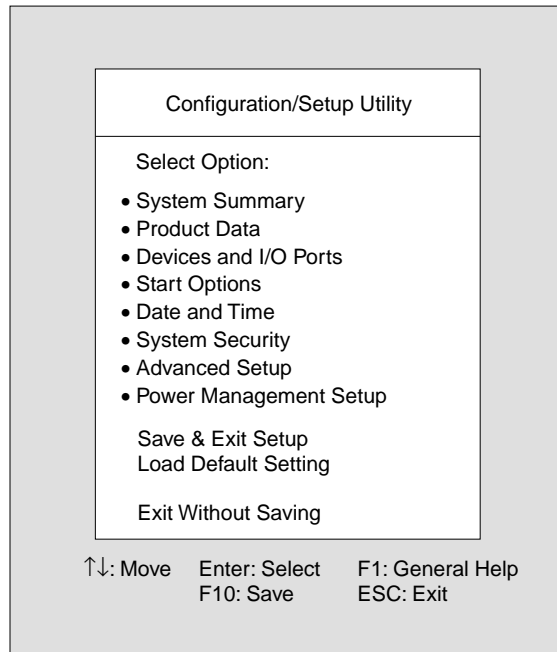 Configuration/Setup Utility
Select Option:
• System Summary
• Product Data
• Devices and I/O Ports
• Start Options
• Date and Time
• System Security
• Advanced Setup
• Power Management Setup
Save & Exit Setup
Load Default Setting
Exit Without Saving
↑↓: Move Enter: Select F1: General Help
F10: Save ESC: Exit